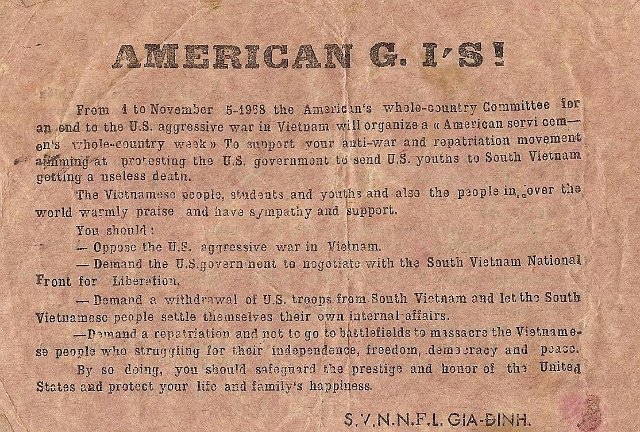 AMERICAN G. I'S!
From 1 to November 5-1968 the American's whole-country Committee for
an end to the U.S. aggressive war in Vietnam will organize a « American servicem—
en's whole-country week » To support your anti-war and repatriation movement
aimming at protesting the U.S. government to send U.S. youths to South Vietnam
getting a useless death.
The Vietnamese people, students and youths and also the people in, over the
world warmly praise and have sympathy and support.
You should :
— Oppose the U.S. aggressive war in Vietnam.
— Demand the U.S.government to negotiate with the South Vietnam National
Front for Liberation.
— Demand a withdrawal of U.S. troops from South Vietnam and let the South
Vietnamese people settle themselves their own internal affairs.
—Demand a repatriation and not to go to battlefields to massacre the Vietname-
se people who struggling for their independence, freedom, democracy and peace.
By so doing, you should safeguard the prestige and honor of the United
States and protect your life and family's happiness.
S.V.N.N.F.L. GIA-ĐINH.